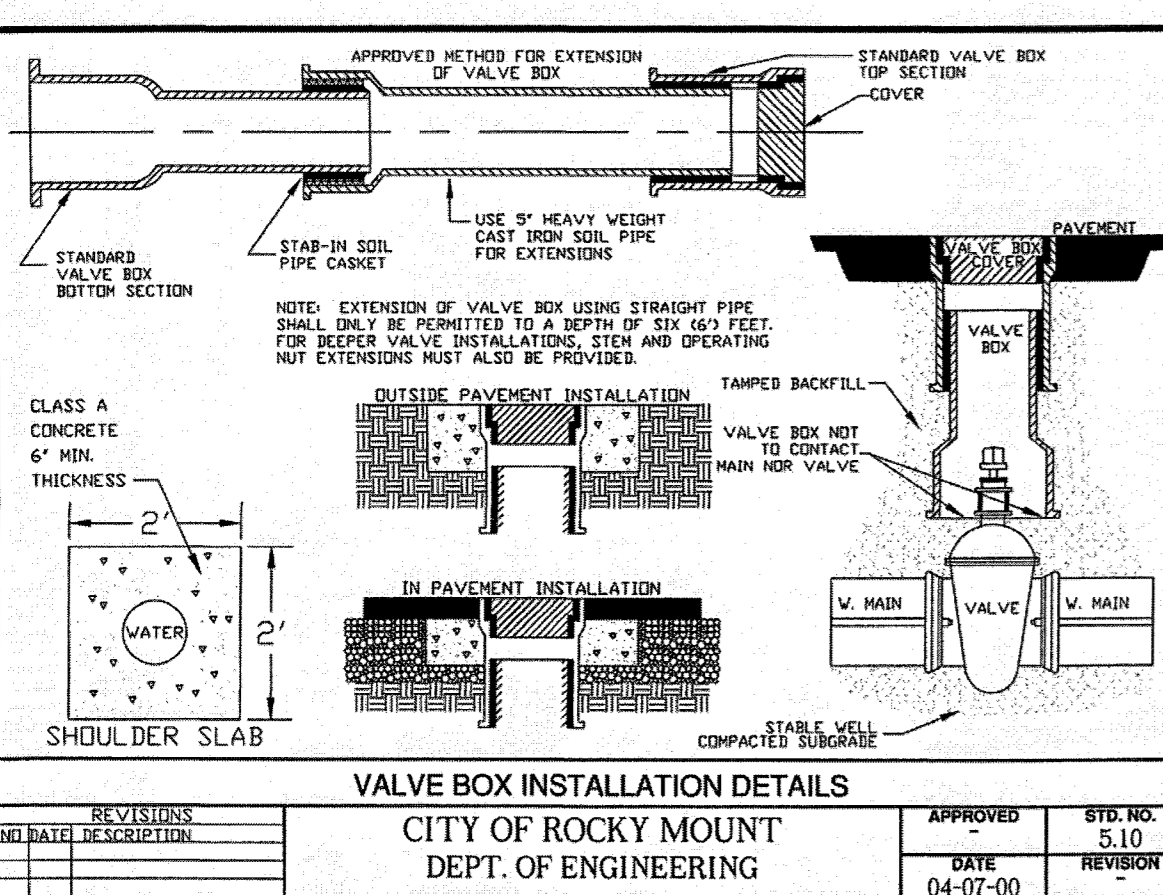 APPROVED METHOD FOR EXTENSION
OF VALVE BOX
STANDARD VALVE BOX
TOP SECTION
COVER
STANDARD
VALVE BOX
BOTTOM SECTION
STAB-IN SOIL
PIPE CASKET
USE 5" HEAVY WEIGHT
CAST IRON SOIL PIPE
FOR EXTENSIONS
NOTE: EXTENSION OF VALVE BOX USING STRAIGHT PIPE
SHALL ONLY BE PERMITTED TO A DEPTH OF SIX (6') FEET.
FOR DEEPER VALVE INSTALLATIONS, STEM AND OPERATING
NUT EXTENSIONS MUST ALSO BE PROVIDED.
PAVEMENT
VALVE BOX
COVER
VALVE
BOX
TAMPED BACKFILL
VALVE BOX NOT
TO CONTACT
MAIN NOR VALVE
W. MAIN
VALVE
W. MAIN
STABLE WELL
COMPACTED SUBGRADE
OUTSIDE PAVEMENT INSTALLATION
IN PAVEMENT INSTALLATION
CLASS A
CONCRETE
6" MIN.
THICKNESS
2'
WATER
2'
SHOULDER SLAB
VALVE BOX INSTALLATION DETAILS
REVISIONS
NO DATE DESCRIPTION
CITY OF ROCKY MOUNT
DEPT. OF ENGINEERING
APPROVED
-
STD. NO.
5.10
DATE
04-07-00
REVISION
-